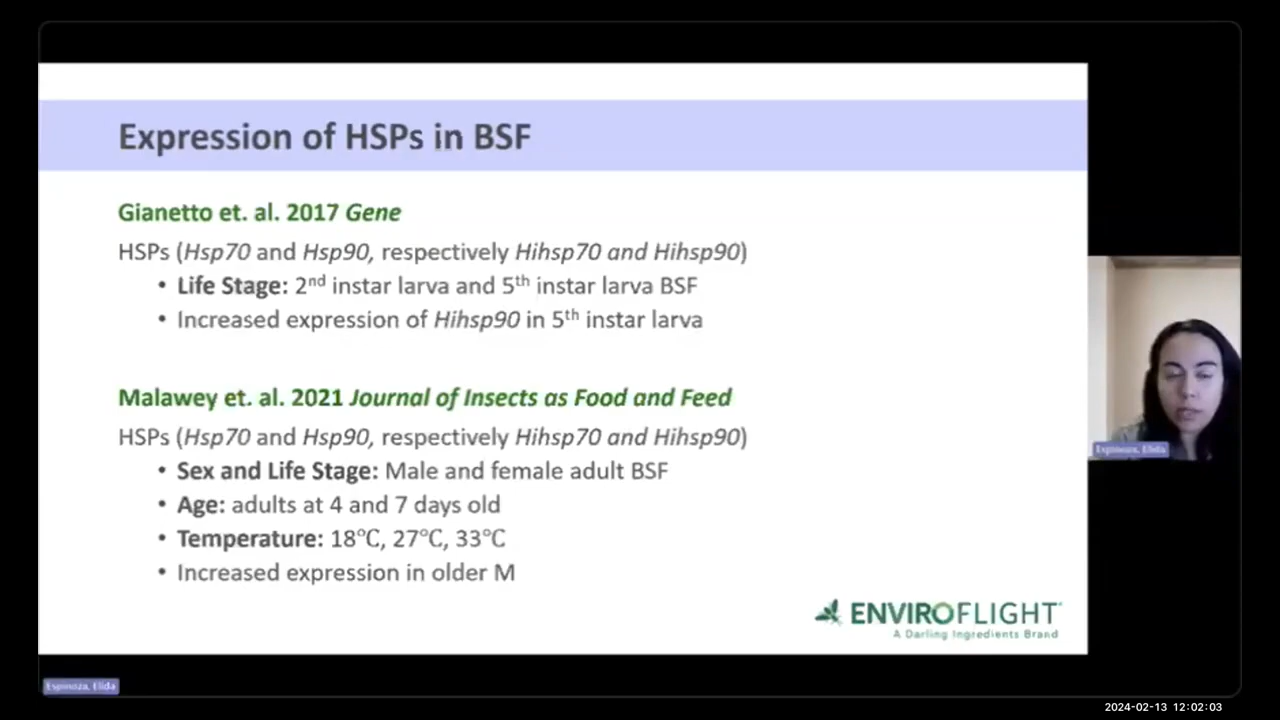 Expression of HSPs in BSF
Gianetto et. al. 2017 Gene
HSPs (Hsp70 and Hsp90, respectively Hihsp70 and Hihsp90)
• Life Stage: 2nd instar larva and 5th instar larva BSF
• Increased expression of Hihsp90 in 5th instar larva
Malawey et. al. 2021 Journal of Insects as Food and Feed
HSPs (Hsp70 and Hsp90, respectively Hihsp70 and Hihsp90)
• Sex and Life Stage: Male and female adult BSF
• Age: adults at 4 and 7 days old
• Temperature: 18℃, 27℃, 33℃
• Increased expression in older M
ENVIROFLIGHT
A Darling Ingredients Brand
Espinoza, Elida
Espinoza, Elida
2024-02-13 12:02:03